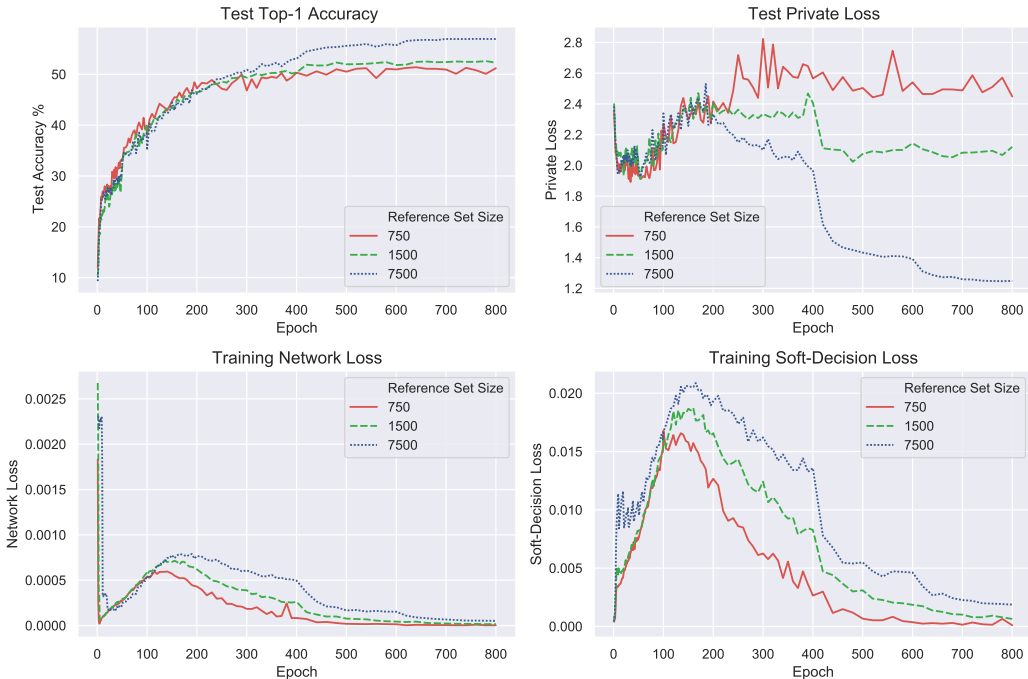 Test Top-1 Accuracy
Test Accuracy %
50
40
30
20
10
0 100 200 300 400 500 600 700 800
Epoch
Reference Set Size
750
1500
7500
Test Private Loss
Private Loss
2.8
2.6
2.4
2.2
2.0
1.8
1.6
1.4
1.2
0 100 200 300 400 500 600 700 800
Epoch
Reference Set Size
750
1500
7500
Training Network Loss
Network Loss
0.0025
0.0020
0.0015
0.0010
0.0005
0.0000
0 100 200 300 400 500 600 700 800
Epoch
Reference Set Size
750
1500
7500
Training Soft-Decision Loss
Soft-Decision Loss
0.020
0.015
0.010
0.005
0.000
0 100 200 300 400 500 600 700 800
Epoch
Reference Set Size
750
1500
7500